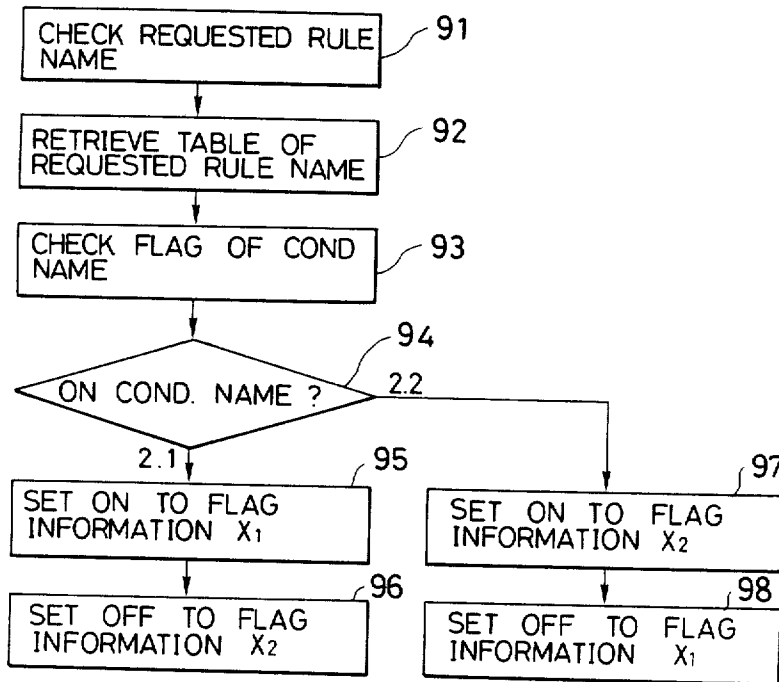 CHECK REQUESTED RULE
NAME
91
RETRIEVE TABLE OF
REQUESTED RULE NAME
92
CHECK FLAG OF COND
NAME
93
94
ON COND. NAME ?
2.2
2.1
95
SET ON TO FLAG
INFORMATION X₁
97
SET ON TO FLAG
INFORMATION X₂
96
SET OFF TO FLAG
INFORMATION X₂
98
SET OFF TO FLAG
INFORMATION X₁